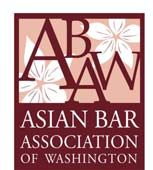 ABAW
ASIAN BAR
ASSOCIATION
OF WASHINGTON